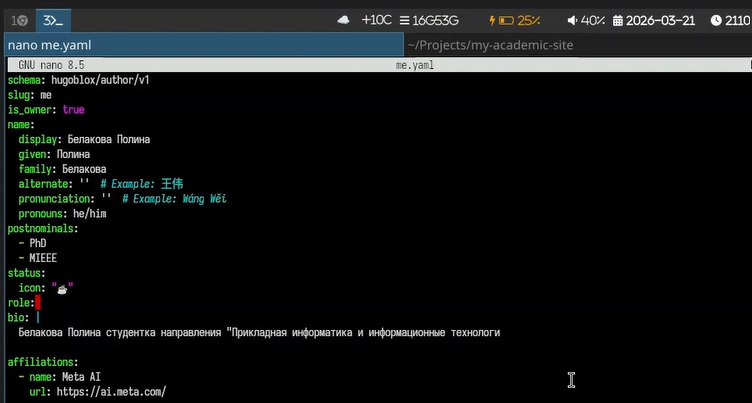 1 3 +10C 16G53G 25% 40% 2026-03-21 2110
nano me.yaml ~/Projects/my-academic-site
GNU nano 8.5 me.yaml
schema: hugoblox/author/v1
slug: me
is_owner: true
name:
  display: Белакова Полина
  given: Полина
  family: Белакова
  alternate: ''  # Example: 王伟
  pronunciation: ''  # Example: Wáng Wěi
  pronouns: he/him
postnominals:
  - PhD
  - MIEEE
status:
  icon: "☕"
role:
bio: |
  Белакова Полина студентка направления "Прикладная информатика и информационные технологи
affiliations:
  - name: Meta AI
    url: https://ai.meta.com/